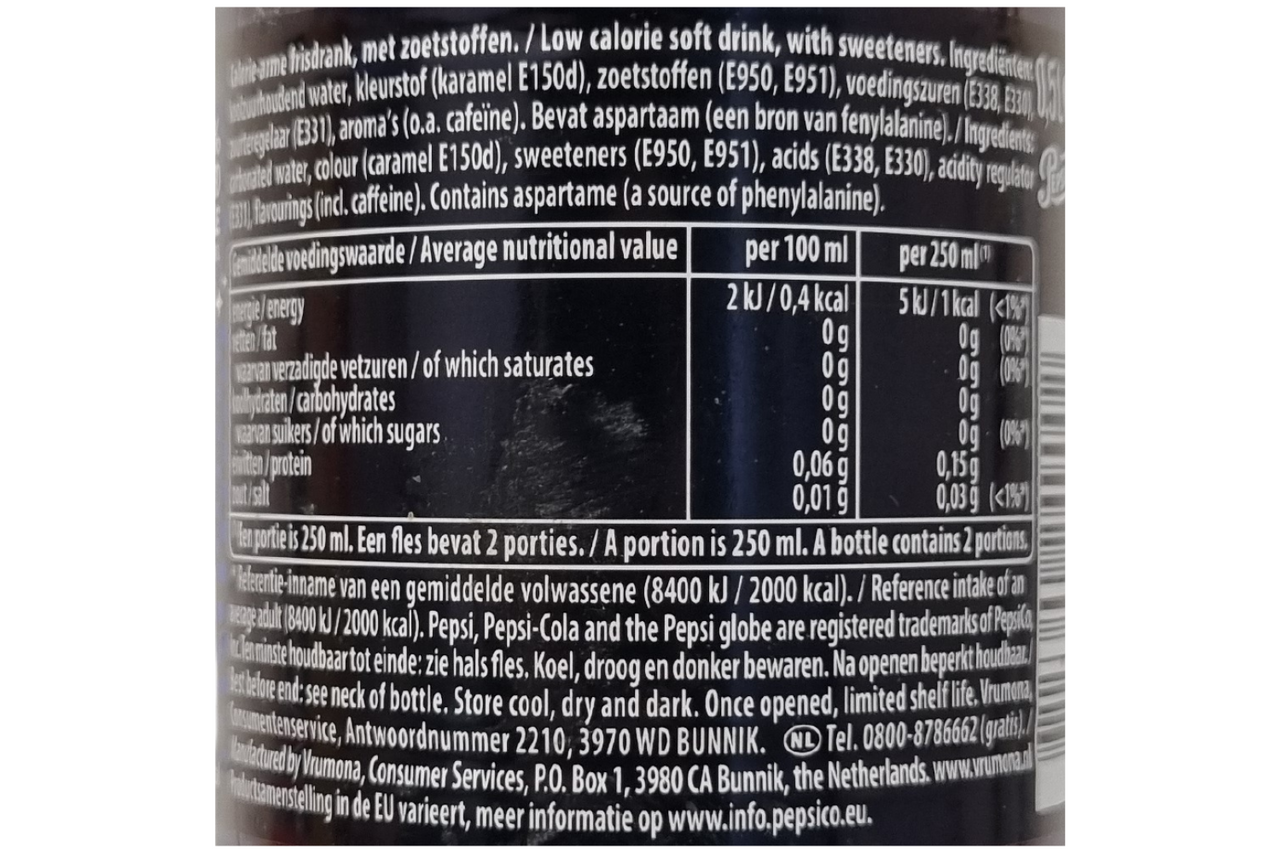 Calorie-arme frisdrank, met zoetstoffen. / Low calorie soft drink, with sweeteners. Ingrediënten:
koolzuurhoudend water, kleurstof (karamel E150d), zoetstoffen (E950, E951), voedingszuren (E338, E330),
zuurteregelaar (E331), aroma's (o.a. cafeïne). Bevat aspartaam (een bron van fenylalanine). / Ingredients:
carbonated water, colour (caramel E150d), sweeteners (E950, E951), acids (E338, E330), acidity regulator
(E331), flavourings (incl. caffeine). Contains aspartame (a source of phenylalanine).
Gemiddelde voedingswaarde / Average nutritional value per 100 ml per 250 ml(1)
energie / energy 2 kJ / 0,4 kcal 5 kJ / 1 kcal (<1%*)
vetten / fat 0 g 0 g (0%*)
waarvan verzadigde vetzuren / of which saturates 0 g 0 g (0%*)
koolhydraten / carbohydrates 0 g 0 g
waarvan suikers / of which sugars 0 g 0 g (0%*)
eiwitten / protein 0,06 g 0,15 g
zout / salt 0,01 g 0,03 g (<1%*)
Een portie is 250 ml. Een fles bevat 2 porties. / A portion is 250 ml. A bottle contains 2 portions.
* Referentie-inname van een gemiddelde volwassene (8400 kJ / 2000 kcal). / Reference intake of an
average adult (8400 kJ / 2000 kcal). Pepsi, Pepsi-Cola and the Pepsi globe are registered trademarks of PepsiCo,
Inc. Ten minste houdbaar tot einde: zie hals fles. Koel, droog en donker bewaren. Na openen beperkt houdbaar. /
Best before end: see neck of bottle. Store cool, dry and dark. Once opened, limited shelf life. Vrumona,
Consumentenservice, Antwoordnummer 2210, 3970 WD BUNNIK. NL Tel. 0800-8786662 (gratis). /
Manufactured by Vrumona, Consumer Services, P.O. Box 1, 3980 CA Bunnik, the Netherlands. www.vrumona.nl
Productsamenstelling in de EU varieert, meer informatie op www.info.pepsico.eu.